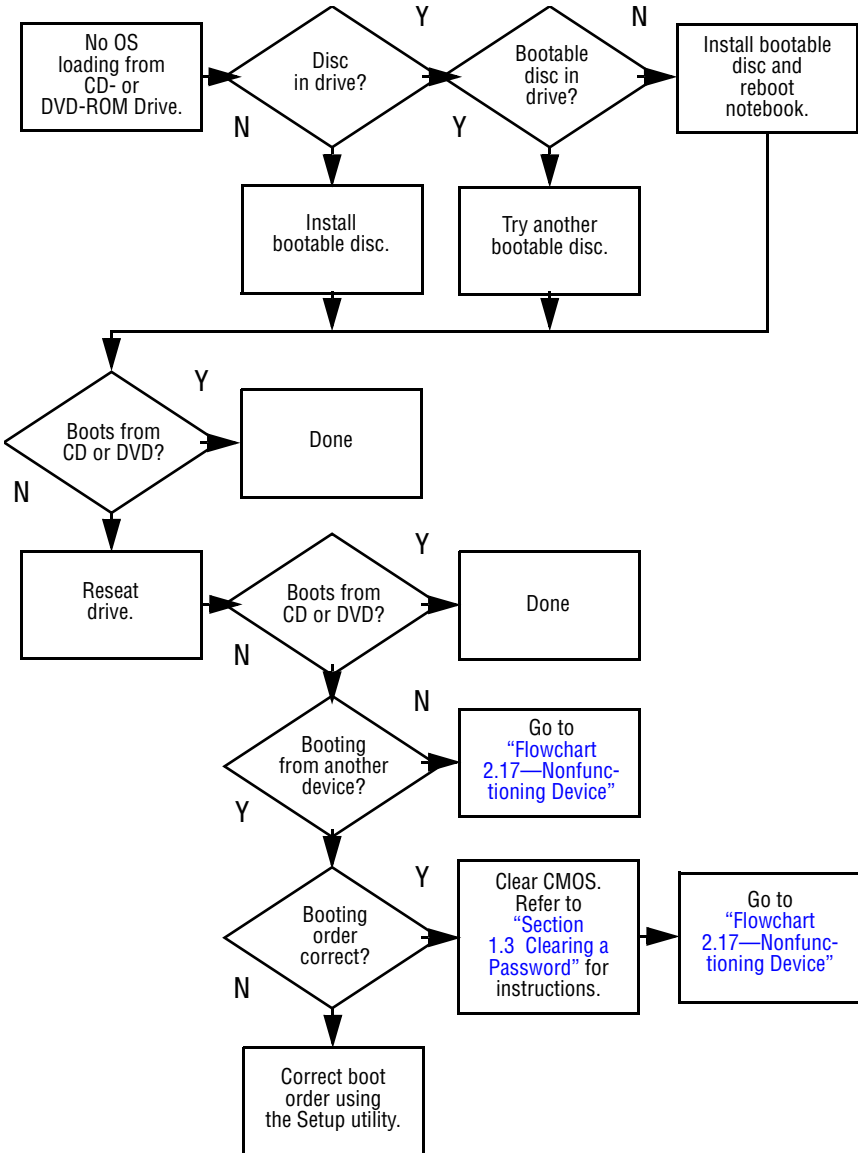 No OS
loading from
CD- or
DVD-ROM Drive.
Disc
in drive?
Y
N
Bootable
disc in
drive?
N
Y
Install bootable
disc and
reboot
notebook.
Install
bootable disc.
Try another
bootable disc.
Boots from
CD or DVD?
Y
N
Done
Reseat
drive.
Boots from
CD or DVD?
Y
N
Done
Booting
from another
device?
N
Y
Go to
“Flowchart
2.17—Nonfunc-
tioning Device”
Booting
order
correct?
Y
N
Clear CMOS.
Refer to
“Section
1.3 Clearing a
Password” for
instructions.
Go to
“Flowchart
2.17—Nonfunc-
tioning Device”
Correct boot
order using
the Setup utility.